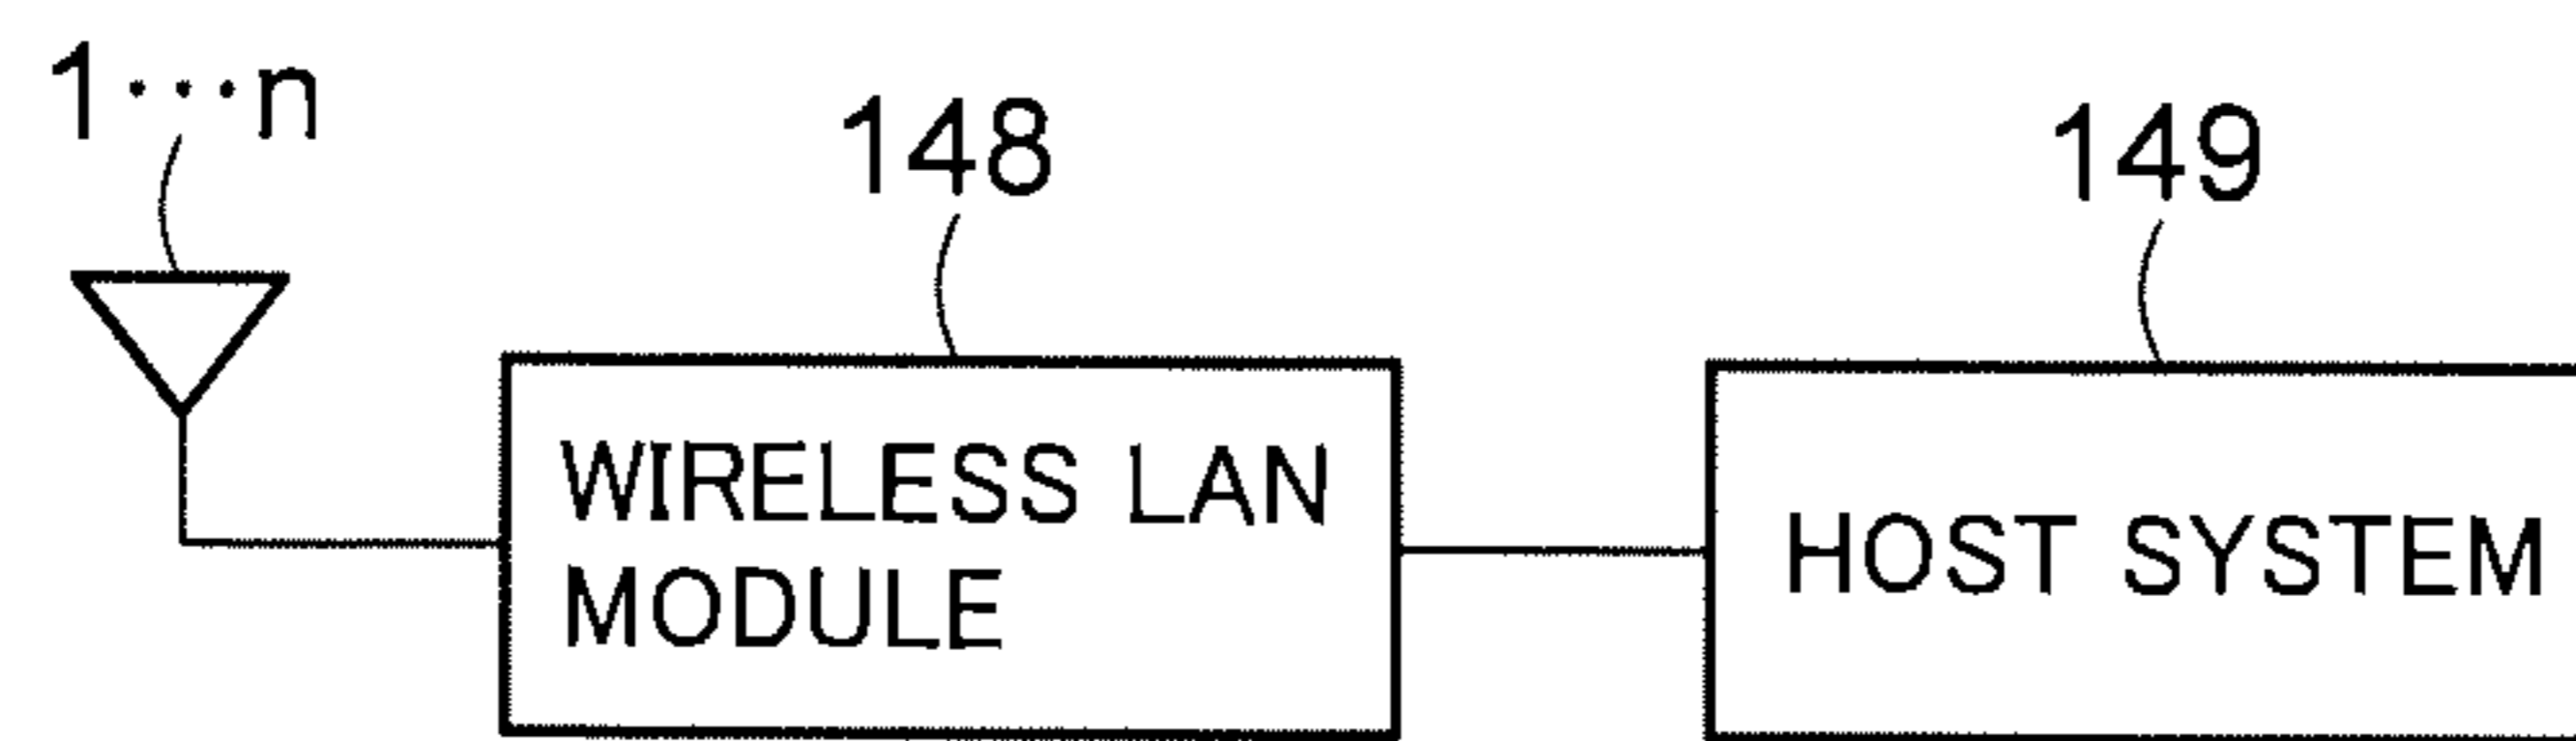 1···n
148
149
WIRELESS LAN
MODULE
HOST SYSTEM